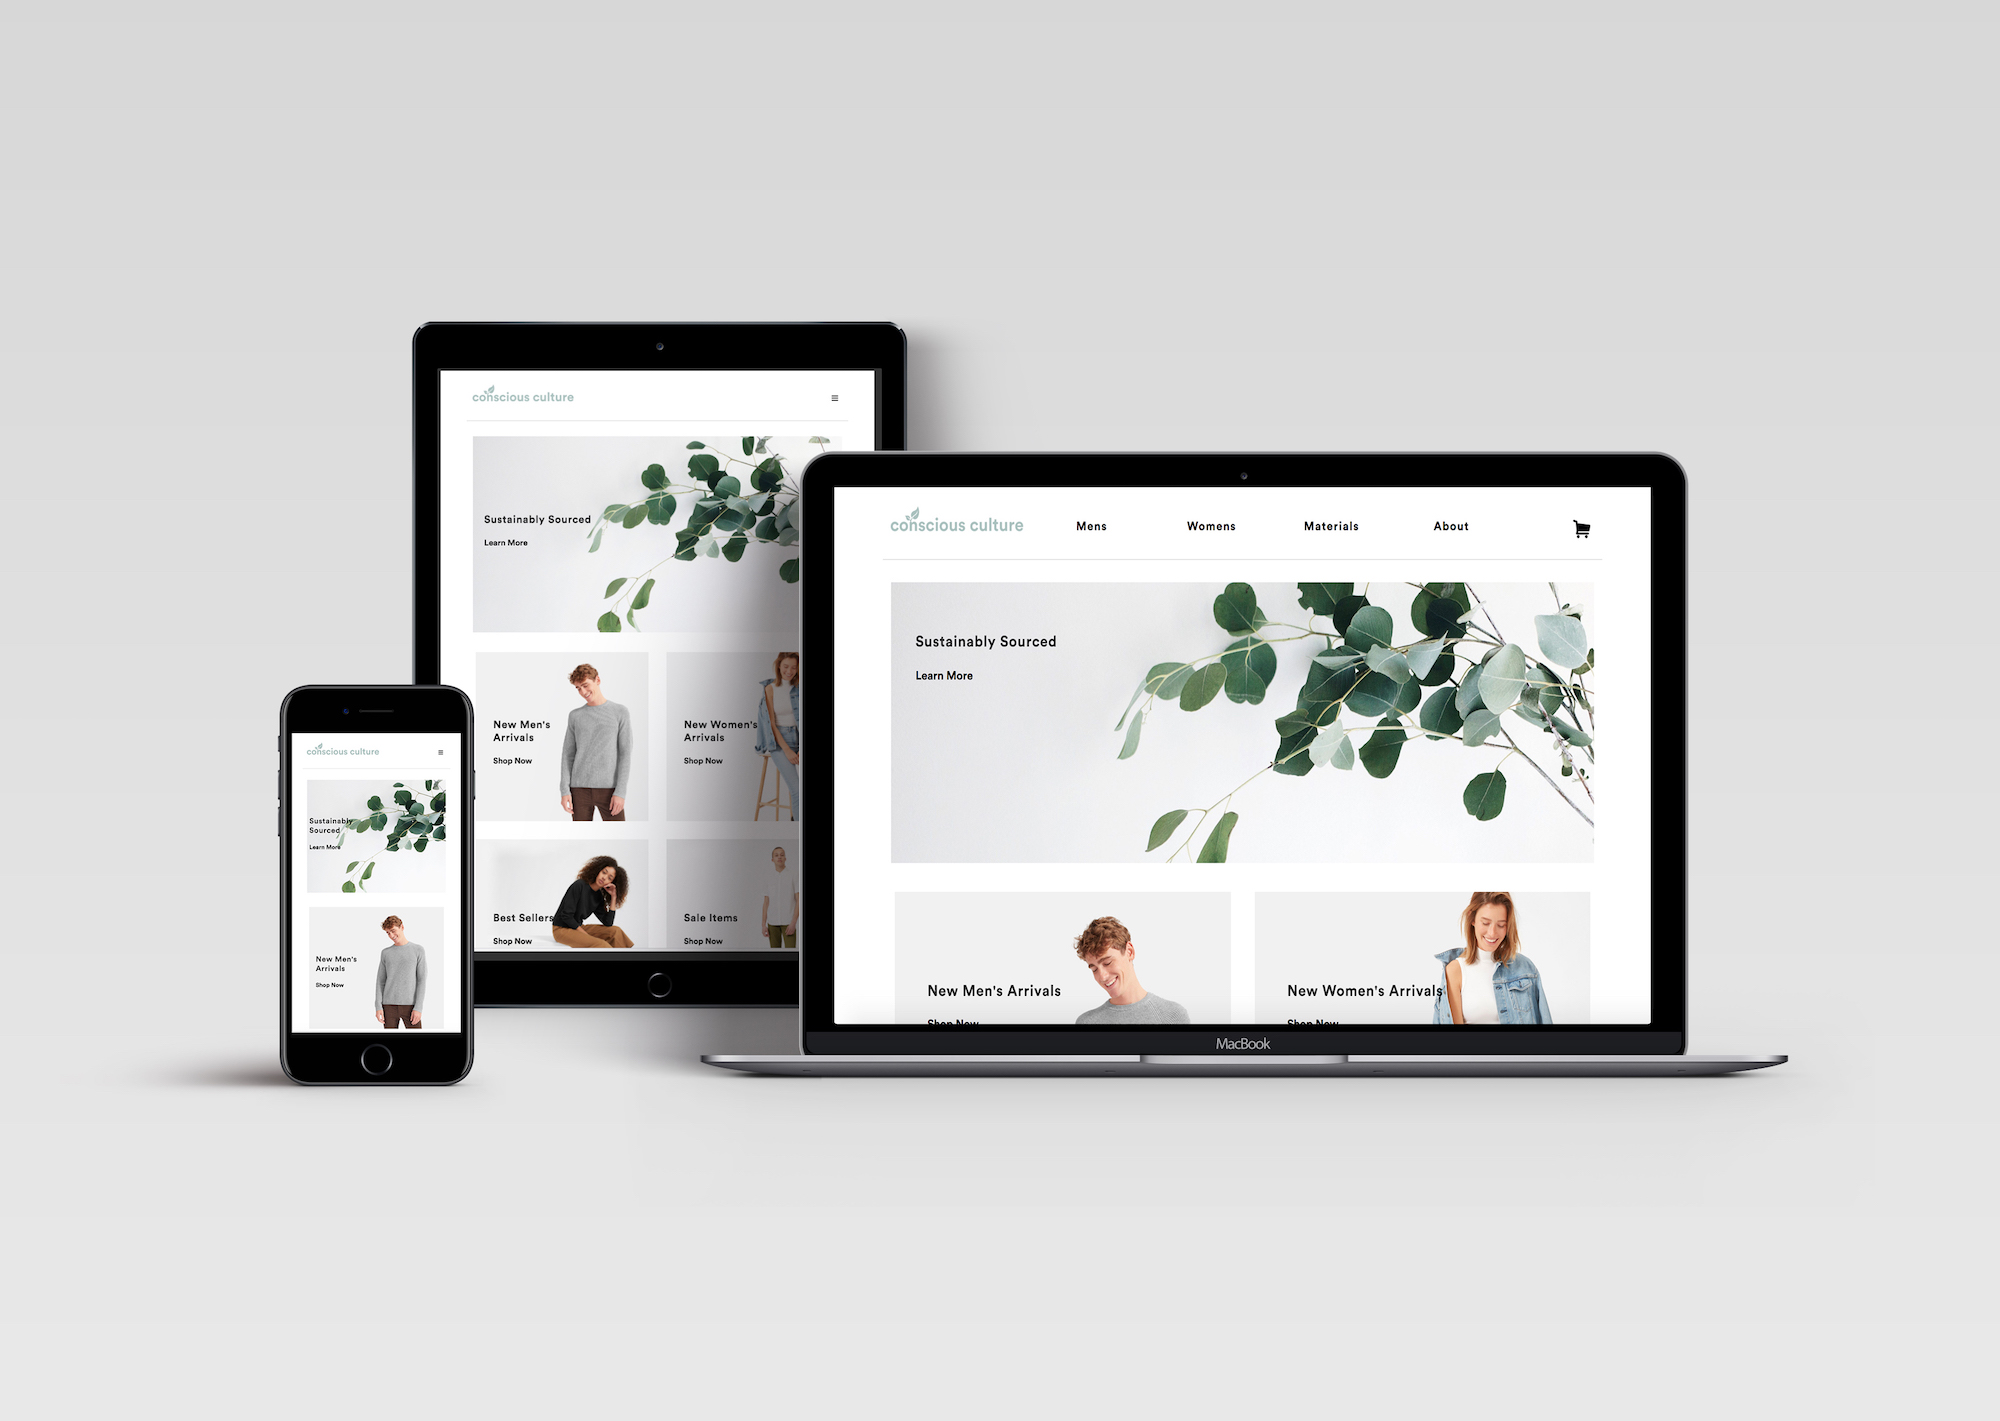 conscious culture
Sustainably Sourced
Learn More
New Men's
Arrivals
Shop Now
New Women's
Arrivals
Shop Now
Best Sellers
Shop Now
Sale Items
Shop Now
conscious culture
Sustainably
Sourced
Learn More
New Men's
Arrivals
Shop Now
conscious culture Mens Womens Materials About
Sustainably Sourced
Learn More
New Men's Arrivals
Shop Now
New Women's Arrivals
Shop Now
MacBook